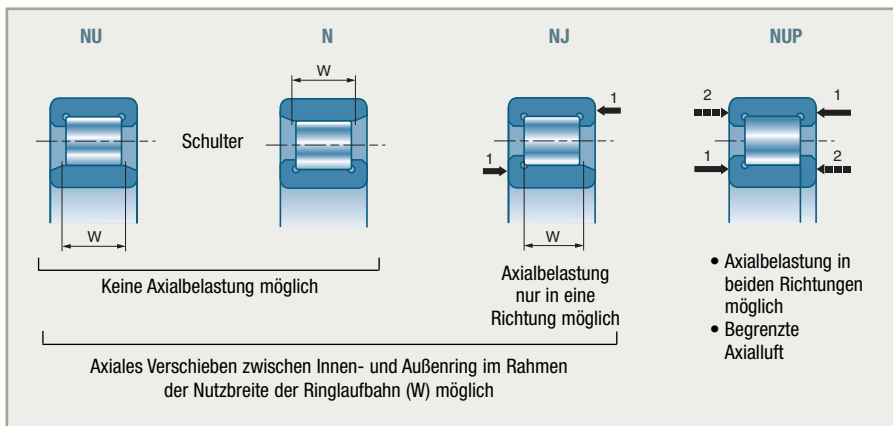 NU
N
NJ
NUP
W
1
2
1
Schulter
1
1
2
W
W
Keine Axialbelastung möglich
Axialbelastung
nur in eine
Richtung möglich
• Axialbelastung in
beiden Richtungen
möglich
• Begrenzte
Axialluft
Axiales Verschieben zwischen Innen- und Außenring im Rahmen
der Nutzbreite der Ringlaufbahn (W) möglich